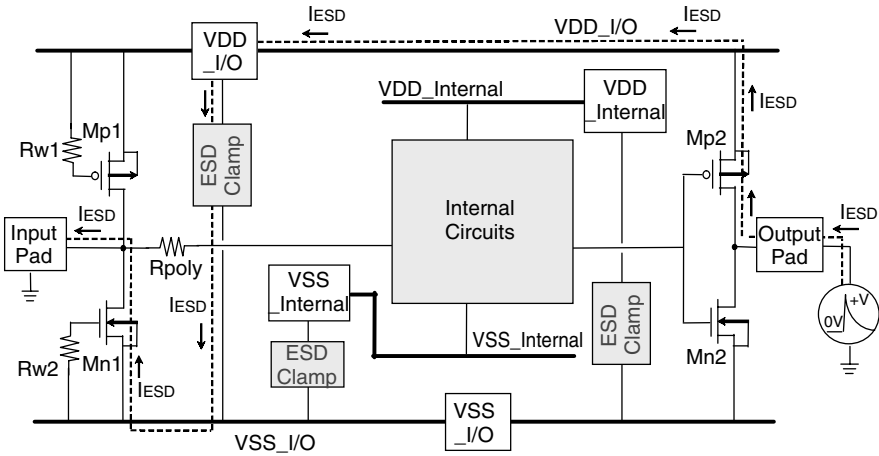 IESD
IESD
VDD_I/O
VDD
_I/O
VDD_Internal
VDD
_Internal
IESD
Mp1
Rw1
ESD
Clamp
Mp2
IESD
Internal
Circuits
IESD
Input
Pad
Rpoly
Output
Pad
VSS
_Internal
IESD
+V
0V
ESD
Clamp
VSS_Internal
ESD
Clamp
Rw2
Mn1
Mn2
IESD
VSS_I/O
VSS
_I/O